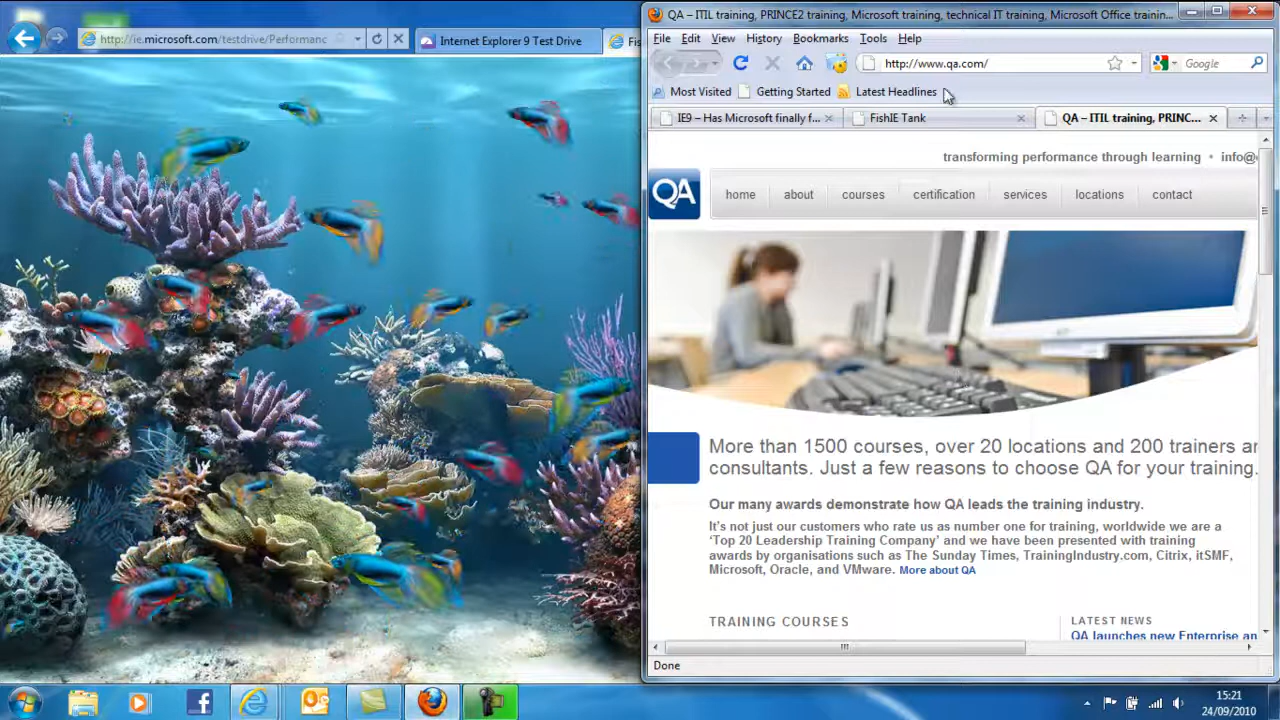 http://ie.microsoft.com/testdrive/Performanc
Internet Explorer 9 Test Drive
QA – ITIL training, PRINCE2 training, Microsoft training, technical IT training, Microsoft Office trainin...
File Edit View History Bookmarks Tools Help
http://www.qa.com/
Google
Most Visited Getting Started Latest Headlines
IE9 – Has Microsoft finally f...
FishIE Tank
QA – ITIL training, PRINC...
transforming performance through learning • info@
QA
home about courses certification services locations contact
More than 1500 courses, over 20 locations and 200 trainers ar
consultants. Just a few reasons to choose QA for your training.
Our many awards demonstrate how QA leads the training industry.
It's not just our customers who rate us as number one for training, worldwide we are a
'Top 20 Leadership Training Company' and we have been presented with training
awards by organisations such as The Sunday Times, TrainingIndustry.com, Citrix, itSMF,
Microsoft, Oracle, and VMware. More about QA
TRAINING COURSES
LATEST NEWS
QA launches new Enterprise an
Done
15:21
24/09/2010